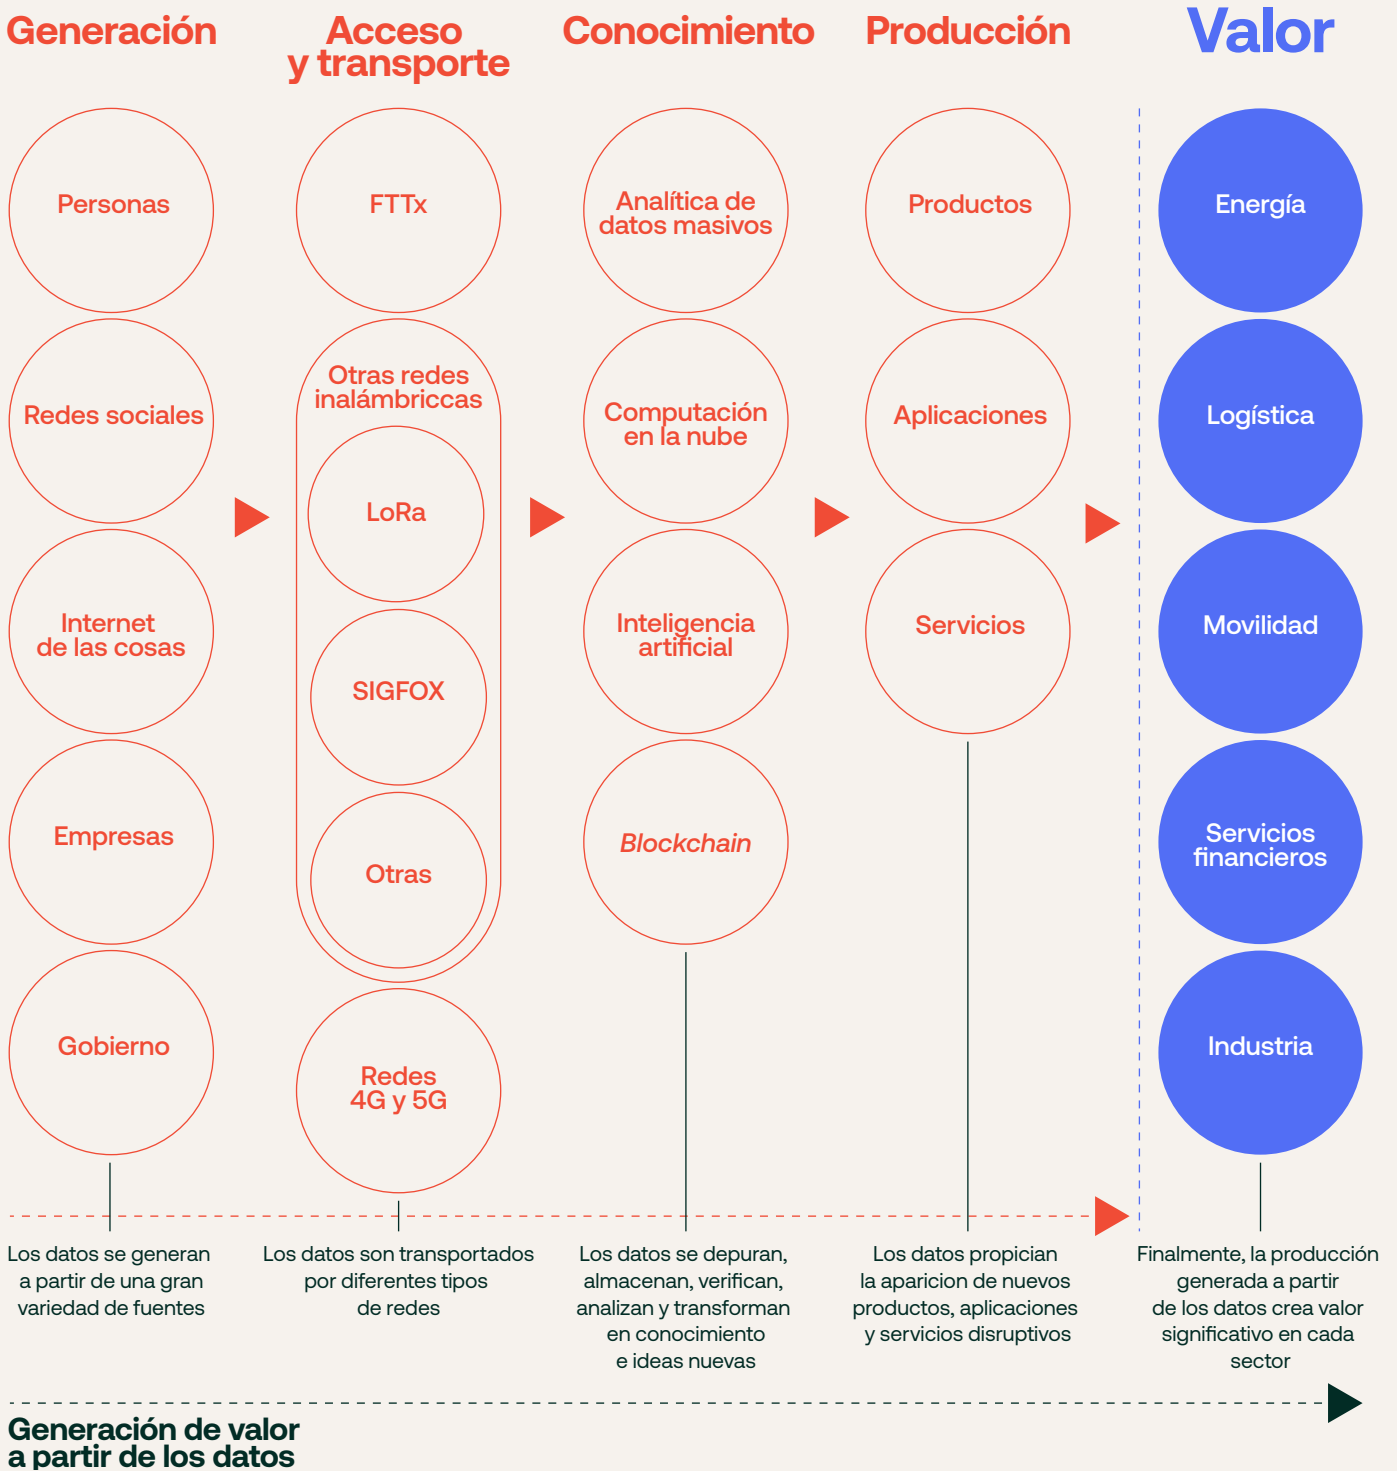 Generación
Personas
Redes sociales
Internet
de las cosas
Empresas
Gobierno
Los datos se generan
a partir de una gran
variedad de fuentes
Acceso
y transporte
FTTx
Otras redes
inalámbriccas
LoRa
SIGFOX
Otras
Redes
4G y 5G
Los datos son transportados
por diferentes tipos
de redes
Conocimiento
Analítica de
datos masivos
Computación
en la nube
Inteligencia
artificial
Blockchain
Los datos se depuran,
almacenan, verifican,
analizan y transforman
en conocimiento
e ideas nuevas
Producción
Productos
Aplicaciones
Servicios
Los datos propician
la aparicion de nuevos
productos, aplicaciones
y servicios disruptivos
Valor
Energía
Logística
Movilidad
Servicios
financieros
Industria
Finalmente, la producción
generada a partir
de los datos crea valor
significativo en cada
sector
Generación de valor
a partir de los datos